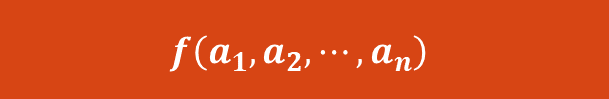 f(a₁, a₂, ⋯, aₙ)